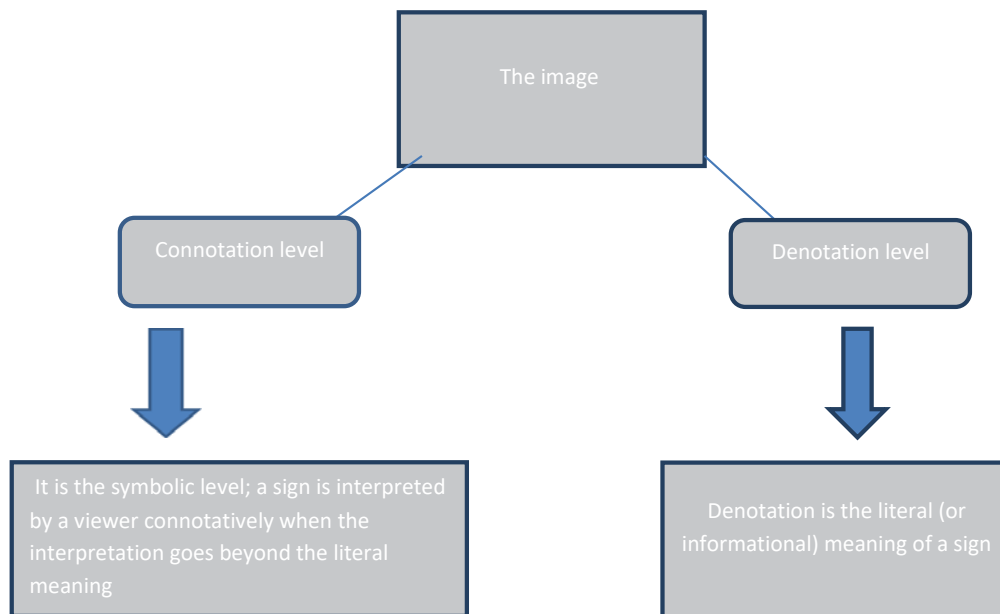 The image
Connotation level
Denotation level
It is the symbolic level; a sign is interpreted
by a viewer connotatively when the
interpretation goes beyond the literal
meaning
Denotation is the literal (or
informational) meaning of a sign